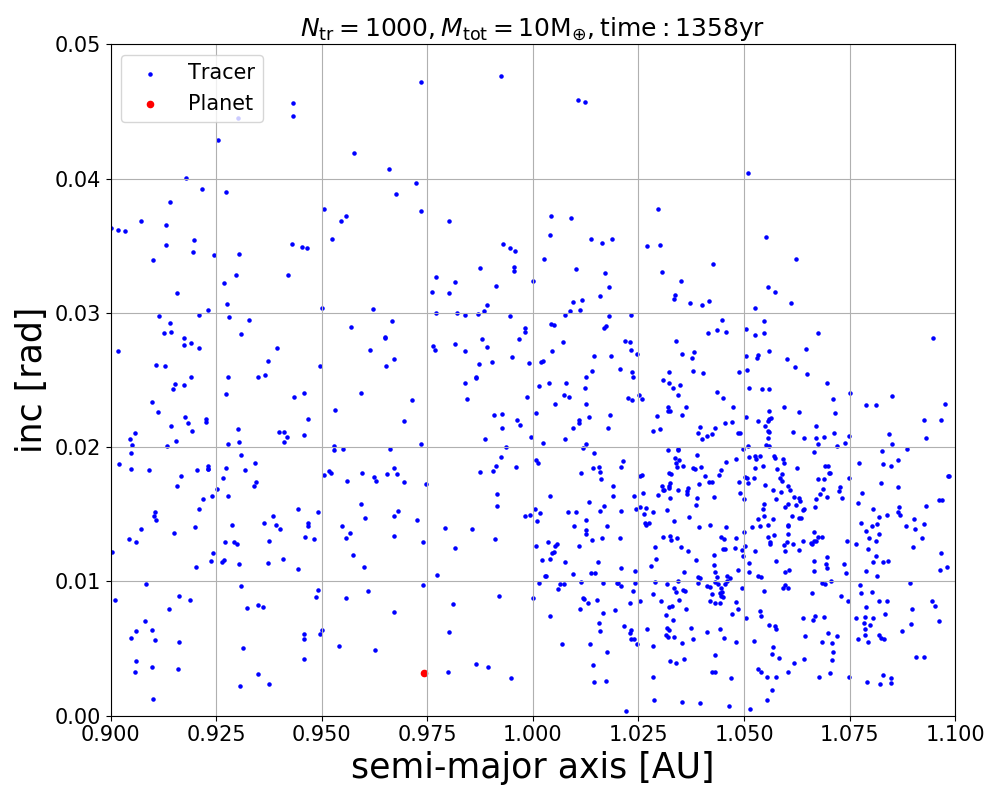 N_tr = 1000, M_tot = 10M_⊕, time : 1358yr
Tracer
Planet
0.05
0.04
0.03
0.02
0.01
0.00
inc [rad]
0.900 0.925 0.950 0.975 1.000 1.025 1.050 1.075 1.100
semi-major axis [AU]